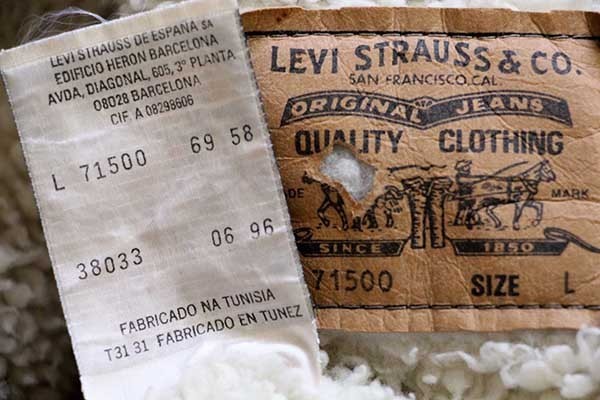 LEVI STRAUSS DE ESPAÑA SA
EDIFICIO HERON BARCELONA
AVDA, DIAGONAL, 605, 3º PLANTA
08028 BARCELONA
CIF. A 08298606
L 71500 69 58
38033 06 96
FABRICADO NA TUNISIA
T31 31 FABRICADO EN TUNEZ
LEVI STRAUSS & CO.
SAN FRANCISCO.CAL.
ORIGINAL JEANS
QUALITY CLOTHING
DE MARK
SINCE 1850
71500 SIZE L